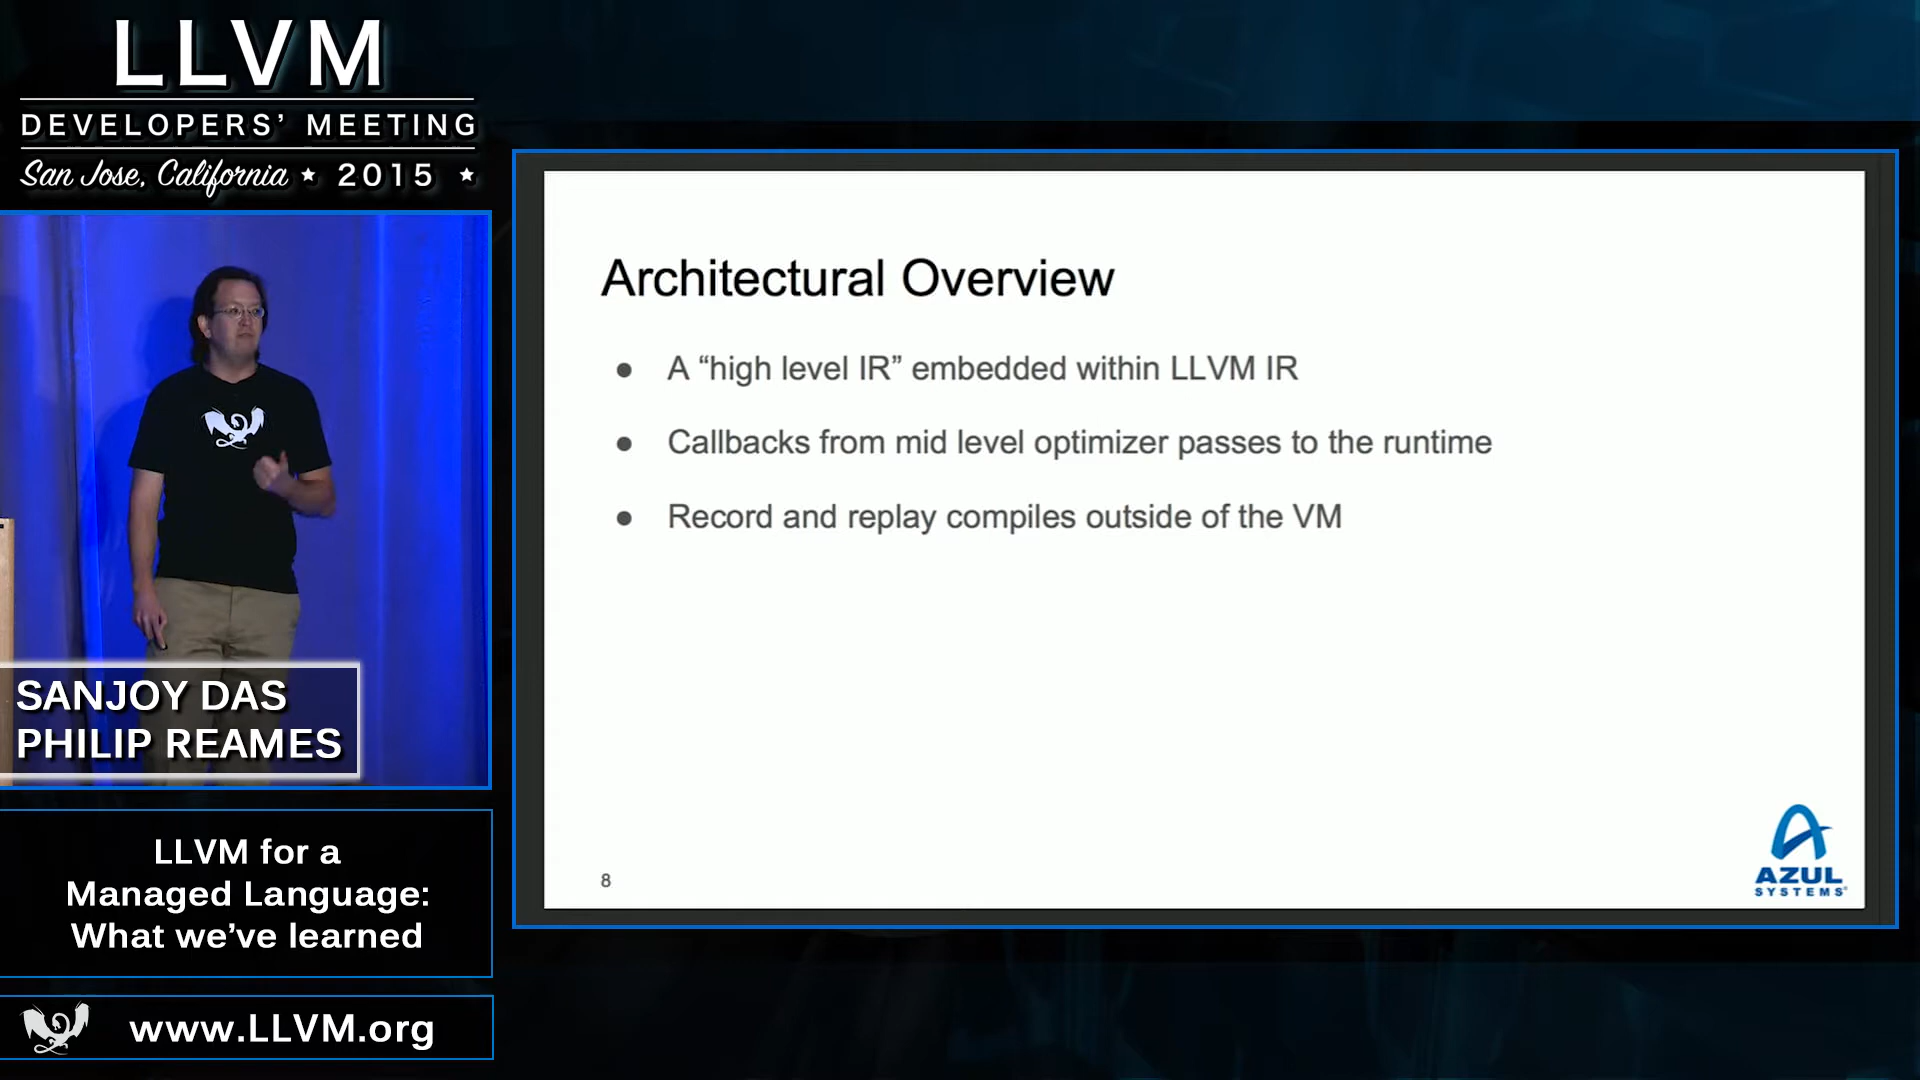 LLVM
DEVELOPERS' MEETING
San Jose, California ★ 2015 ★
SANJOY DAS
PHILIP REAMES
LLVM for a
Managed Language:
What we've learned
www.LLVM.org
Architectural Overview
● A “high level IR” embedded within LLVM IR
● Callbacks from mid level optimizer passes to the runtime
● Record and replay compiles outside of the VM
8
AZUL
SYSTEMS